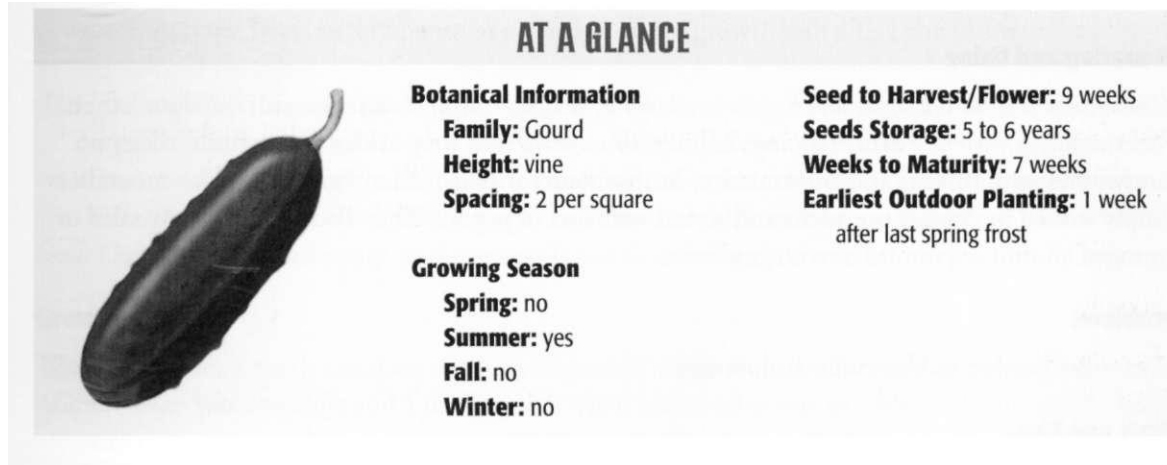 AT A GLANCE
Botanical Information
Family: Gourd
Height: vine
Spacing: 2 per square
Growing Season
Spring: no
Summer: yes
Fall: no
Winter: no
Seed to Harvest/Flower: 9 weeks
Seeds Storage: 5 to 6 years
Weeks to Maturity: 7 weeks
Earliest Outdoor Planting: 1 week
after last spring frost